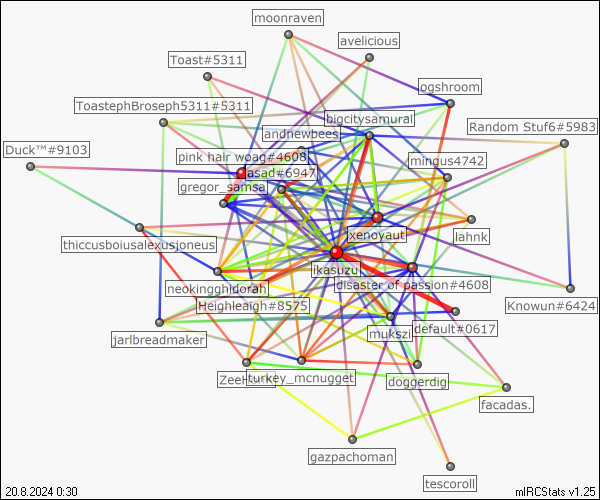 moonraven
avelicious
Toast#5311
ogshroom
ToastephBroseph5311#5311
bigcitysamurai
Random Stuf6#5983
andnewbees
Duck™#9103
pink hair woag#4608
mingus4742
asad#6947
gregor_samsa
xenoyaut
lahnk
thiccusboiusalexusjoneus
ikasuzu
disaster of passion#4608
neokingghidorah
Heighleaigh#8575
Knowun#6424
default#0617
jarlbreadmaker
mukszi
turkey_mcnugget
doggerdig
facadas.
gazpachoman
tescoroll
20.8.2024 0:30
mIRCStats v1.25